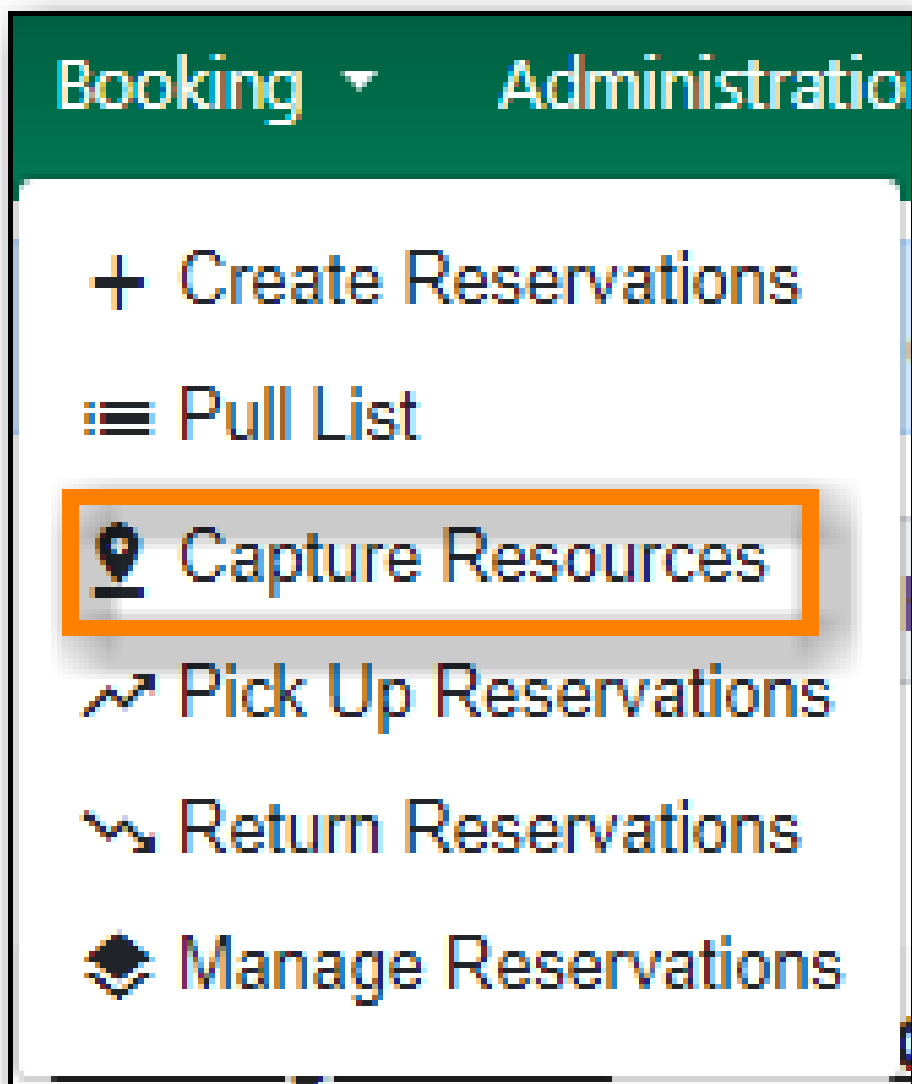 Booking Administratio
Create Reservations
Pull List
Capture Resources
Pick Up Reservations
Return Reservations
Manage Reservations